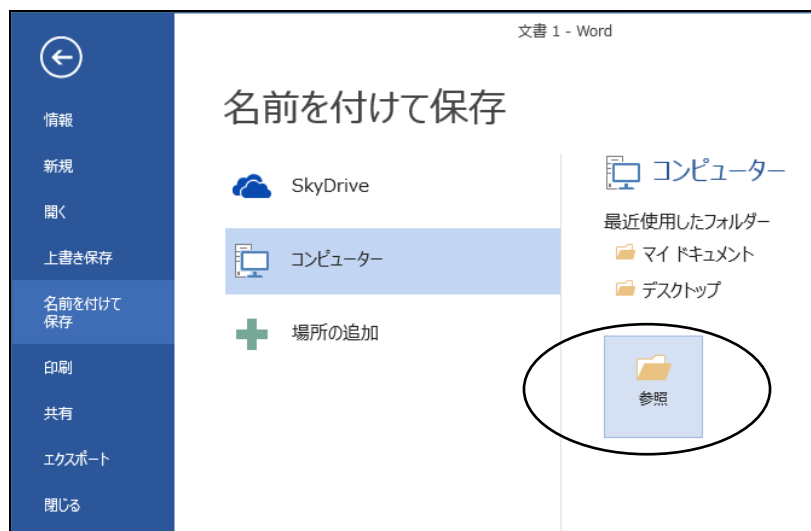 文書 1 - Word
情報
新規
開く
上書き保存
名前を付けて
保存
印刷
共有
エクスポート
閉じる
名前を付けて保存
SkyDrive
コンピューター
場所の追加
コンピューター
最近使用したフォルダー
マイ ドキュメント
デスクトップ
参照